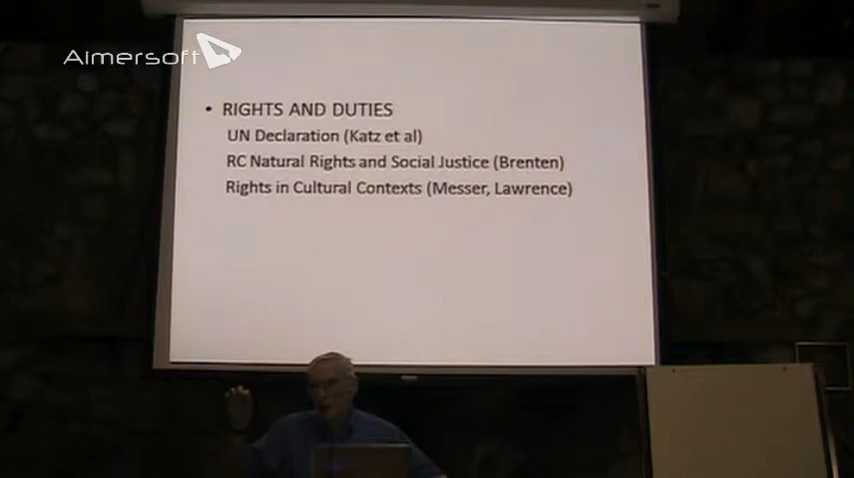 Aimersoft
• RIGHTS AND DUTIES
UN Declaration (Katz et al)
RC Natural Rights and Social Justice (Brenten)
Rights in Cultural Contexts (Messer, Lawrence)